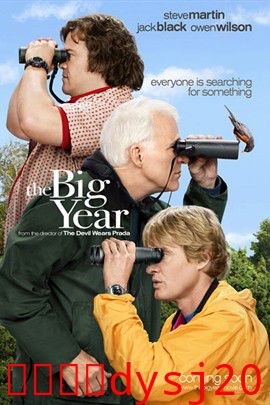 steve martin
jack black owen wilson
everyone is searching
for something
the Big
Year
from the director of The Devil Wears Prada
coming soon
dysj20